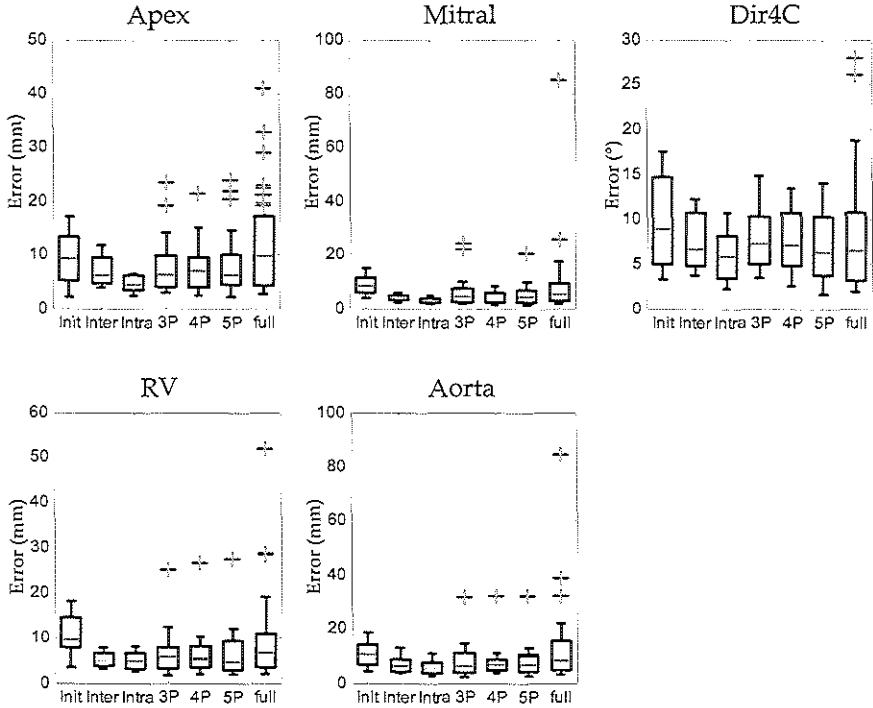 Apex Mitral Dir4C
Error (mm)
50
40
30
20
10
0
Init Inter Intra 3P 4P 5P full
Error (mm)
100
80
60
40
20
0
Init Inter Intra 3P 4P 5P full
Error (°)
30
25
20
15
10
5
0
Init Inter Intra 3P 4P 5P full
RV Aorta
Error (mm)
60
50
40
30
20
10
0
Init Inter Intra 3P 4P 5P full
Error (mm)
100
80
60
40
20
0
Init Inter Intra 3P 4P 5P full